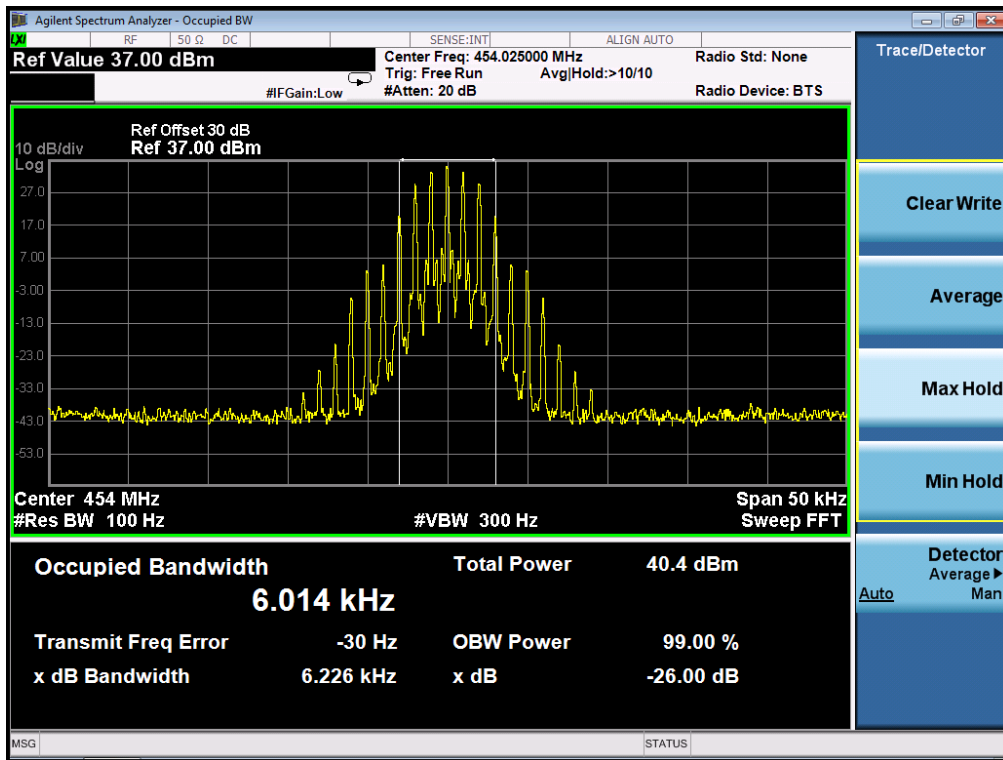 Agilent Spectrum Analyzer - Occupied BW
LXI RF 50 Ω DC SENSE:INT ALIGN AUTO
Ref Value 37.00 dBm
Center Freq: 454.025000 MHz Radio Std: None
Trig: Free Run Avg|Hold:>10/10
#IFGain:Low #Atten: 20 dB Radio Device: BTS
Ref Offset 30 dB
10 dB/div Ref 37.00 dBm
Log
27.0
17.0
7.00
-3.00
-13.0
-23.0
-33.0
-43.0
-53.0
Center 454 MHz Span 50 kHz
#Res BW 100 Hz #VBW 300 Hz Sweep FFT
Occupied Bandwidth Total Power 40.4 dBm
6.014 kHz
Transmit Freq Error -30 Hz OBW Power 99.00 %
x dB Bandwidth 6.226 kHz x dB -26.00 dB
MSG STATUS
Trace/Detector
Clear Write
Average
Max Hold
Min Hold
Detector
Average▶
Auto Man